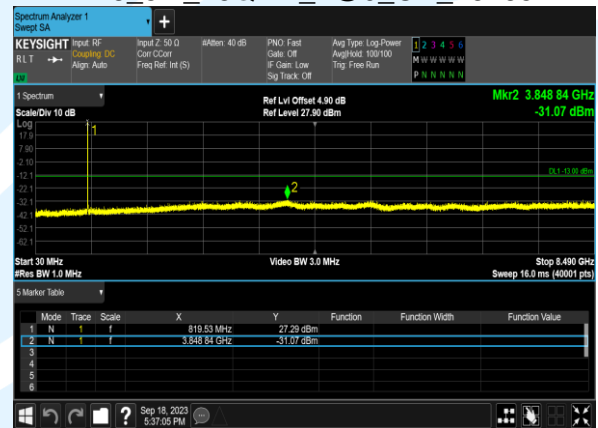 Spectrum Analyzer 1
Swept SA
KEYSIGHT Input: RF Input Z: 50 Ω #Atten: 40 dB PNO: Fast Avg Type: Log-Power 1 2 3 4 5 6
R L T Coupling: DC Corr CCorr Gate: Off Avg|Hold: 100/100 M W W W W W
Align: Auto Freq Ref: Int (S) IF Gain: Low Trig: Free Run
Sig Track: Off P N N N N N
1 Spectrum
Ref Lvl Offset 4.90 dB Mkr2 3.848 84 GHz
Scale/Div 10 dB Ref Level 27.90 dBm -31.07 dBm
Log
17.9
7.90
-2.10
-12.1
-22.1
-32.1
-42.1
-52.1
-62.1
1
2
DL1 -13.00 dBm
Start 30 MHz Video BW 3.0 MHz Stop 8.490 GHz
#Res BW 1.0 MHz Sweep 16.0 ms (40001 pts)
5 Marker Table
Mode Trace Scale X Y Function Function Width Function Value
1 N 1 f 819.53 MHz 27.29 dBm
2 N 1 f 3.848 84 GHz -31.07 dBm
3
4
5
6
? Sep 18, 2023
5:37:05 PM